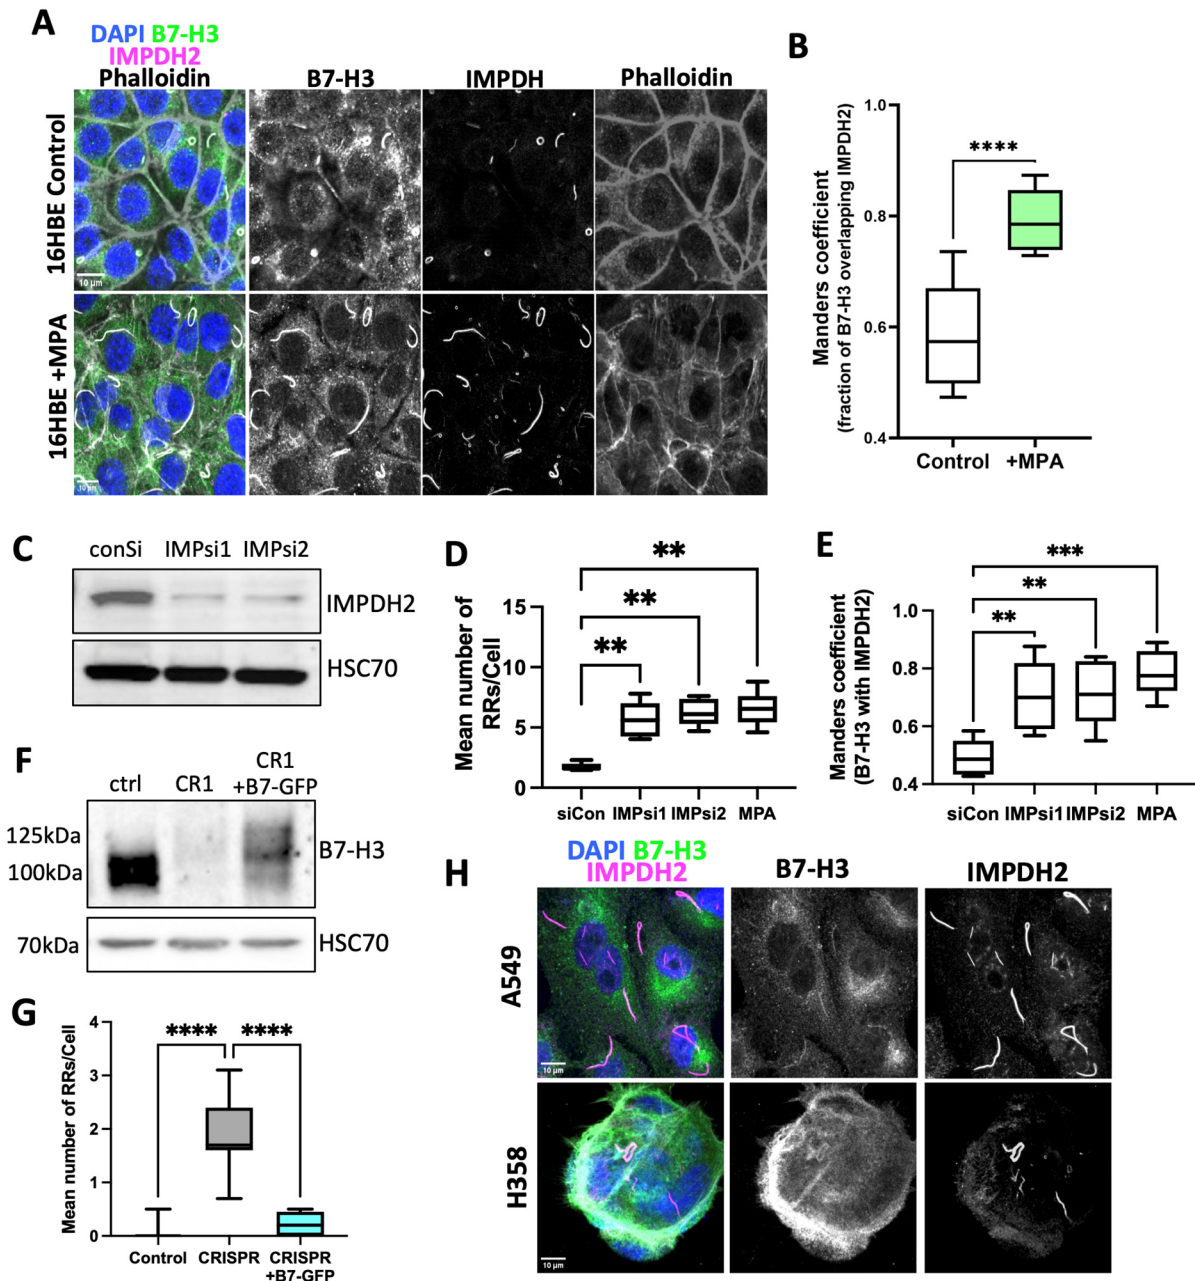 A
DAPI B7-H3
IMPDH2
Phalloidin
B7-H3
IMPDH
Phalloidin
16HBE Control
10 µm
16HBE +MPA
10 µm
B
Manders coefficient
(fraction of B7-H3 overlapping IMPDH2)
1.0
0.8
0.6
0.4
****
Control
+MPA
C
conSi
IMPsi1
IMPsi2
IMPDH2
HSC70
D
Mean number of
RRs/Cell
15
10
5
0
**
**
**
siCon
IMPsi1
IMPsi2
MPA
E
Manders coefficient
(B7-H3 with IMPDH2)
1.0
0.8
0.6
0.4
***
**
**
siCon
IMPsi1
IMPsi2
MPA
F
ctrl
CR1
CR1
+B7-GFP
125kDa
100kDa
B7-H3
70kDa
HSC70
G
Mean number of RRs/Cell
4
3
2
1
0
****
****
Control
CRISPR
CRISPR
+B7-GFP
H
DAPI B7-H3
IMPDH2
B7-H3
IMPDH2
A549
10 µm
H358
10 µm